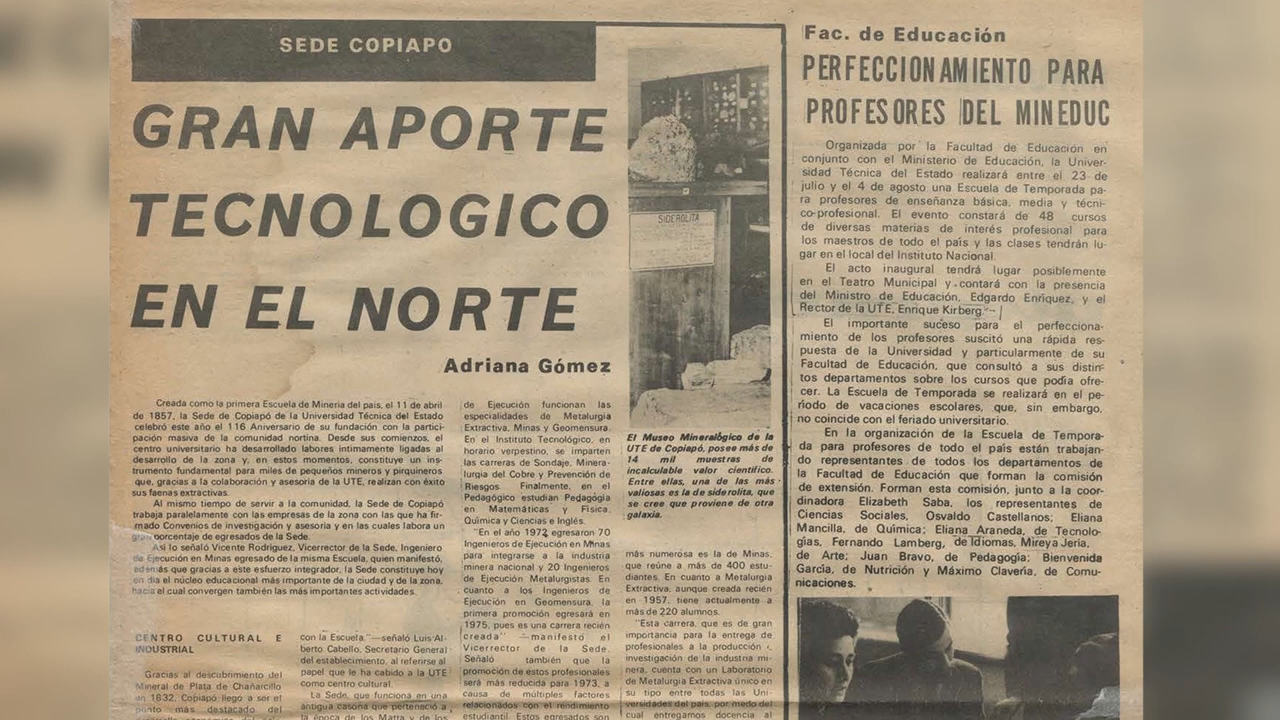 SEDE COPIAPO
GRAN APORTE
TECNOLOGICO
EN EL NORTE
Adriana Gómez
Creada como la primera Escuela de Minería del país, el 11 de abril
de 1857, la Sede de Copiapó de la Universidad Técnica del Estado
celebró este año el 116 Aniversario de su fundación con la partici-
pación masiva de la comunidad nortina. Desde sus comienzos, el
centro universitario ha desarrollado labores íntimamente ligadas al
desarrollo de la zona y, en estos momentos, constituye un ins-
trumento fundamental para miles de pequeños mineros y pirquineros
que, gracias a la colaboración y asesoría de la UTE, realizan con éxito
sus faenas extractivas.
Al mismo tiempo de servir a la comunidad, la Sede de Copiapó
trabaja paralelamente con las empresas de la zona con las que ha fir-
mado Convenios de investigación y asesoría y en las cuales labora un
gran porcentaje de egresados de la Sede.
Así lo señaló Vicente Rodríguez, Vicerrector de la Sede, Ingeniero
de Ejecución en Minas egresado de la misma Escuela, quien manifestó,
además que gracias a este esfuerzo integrador, la Sede constituye hoy
en día el núcleo educacional más importante de la ciudad y de la zona,
hacia el cual convergen también las más importantes actividades.
CENTRO CULTURAL E
INDUSTRIAL
Gracias al descubrimiento del
Mineral de Plata de Chañarcillo
en 1832, Copiapó llegó a ser el
punto más destacado del
con la Escuela."—señaló Luis Al-
berto Cabello, Secretario General
del establecimiento, al referirse al
papel que le ha cabido a la UTE
como centro cultural.
La Sede, que funciona en una
antigua casona que perteneció a
la época de los Matta y de los
de Ejecución funcionan las
especialidades de Metalurgia
Extractiva, Minas y Geomensura.
En el Instituto Tecnológico, en
horario verpestino, se imparten
las carreras de Sondaje, Minera-
lurgia del Cobre y Prevención de
Riesgos. Finalmente, en el
Pedagógico estudian Pedagogía
en Matemáticas y Física,
Química y Ciencias e Inglés.
"En el año 1972 egresaron 70
Ingenieros de Ejecución en Minas
para integrarse a la industria
minera nacional y 20 Ingenieros
de Ejecución Metalurgistas. En
cuanto a los Ingenieros de
Ejecución en Geomensura, la
primera promoción egresará en
1975, pues es una carrera recién
creada" —manifestó el
Vicerrector de la Sede.
Señaló también que la
promoción de estos profesionales
será más reducida para 1973, a
causa de múltiples factores
relacionados con el rendimiento
estudiantil. Estos egresados son
SIDEROLITA
El Museo Mineralógico de la
UTE de Copiapó, posee más de
14 mil muestras de
incalculable valor científico.
Entre ellas, una de las más
valiosas es la de siderolita, que
se cree que proviene de otra
galaxia.
más numerosa es la de Minas,
que reúne a más de 400 estu-
diantes. En cuanto a Metalurgia
Extractiva, aunque creada recién
en 1957, tiene actualmente a
más de 220 alumnos.
"Esta carrera, que es de gran
importancia para la entrega de
profesionales a la producción
investigación de la industria mi-
nera, cuenta con un Laboratorio
de Metalurgia Extractiva único en
su tipo entre todas las Uni-
versidades del país, por medio del
cual entregamos docencia al
Fac. de Educación
PERFECCIONAMIENTO PARA
PROFESORES DEL MINEDUC
Organizada por la Facultad de Educación en
conjunto con el Ministerio de Educación, la Univer-
sidad Técnica del Estado realizará entre el 23 de
julio y el 4 de agosto una Escuela de Temporada pa-
ra profesores de enseñanza básica, media y técni-
co-profesional. El evento constará de 48 cursos
de diversas materias de interés profesional para
los maestros de todo el país y las clases tendrán lu-
gar en el local del Instituto Nacional.
El acto inaugural tendrá lugar posiblemente
en el Teatro Municipal y contará con la presencia
del Ministro de Educación, Edgardo Enríquez, y el
Rector de la UTE, Enrique Kirberg.
El importante suceso para el perfecciona-
miento de los profesores suscitó una rápida res-
puesta de la Universidad y particularmente de su
Facultad de Educación, que consultó a sus distin-
tos departamentos sobre los cursos que podía ofre-
cer. La Escuela de Temporada se realizará en el pe-
ríodo de vacaciones escolares, que, sin embargo,
no coincide con el feriado universitario.
En la organización de la Escuela de Tempora-
da para profesores de todo el país están trabajan-
do representantes de todos los departamentos de
la Facultad de Educación que forman la comisión
de extensión. Forman esta comisión, junto a la coor-
dinadora Elizabeth Saba, los representantes de
Ciencias Sociales, Osvaldo Castellanos; Eliana
Mancilla, de Química; Eliana Araneda, de Tecnolo-
gías, Fernando Lamberg, de Idiomas, Mireya Jeria,
de Arte; Juan Bravo, de Pedagogía; Bienvenida
García, de Nutrición y Máximo Clavería, de Comu-
nicaciones.